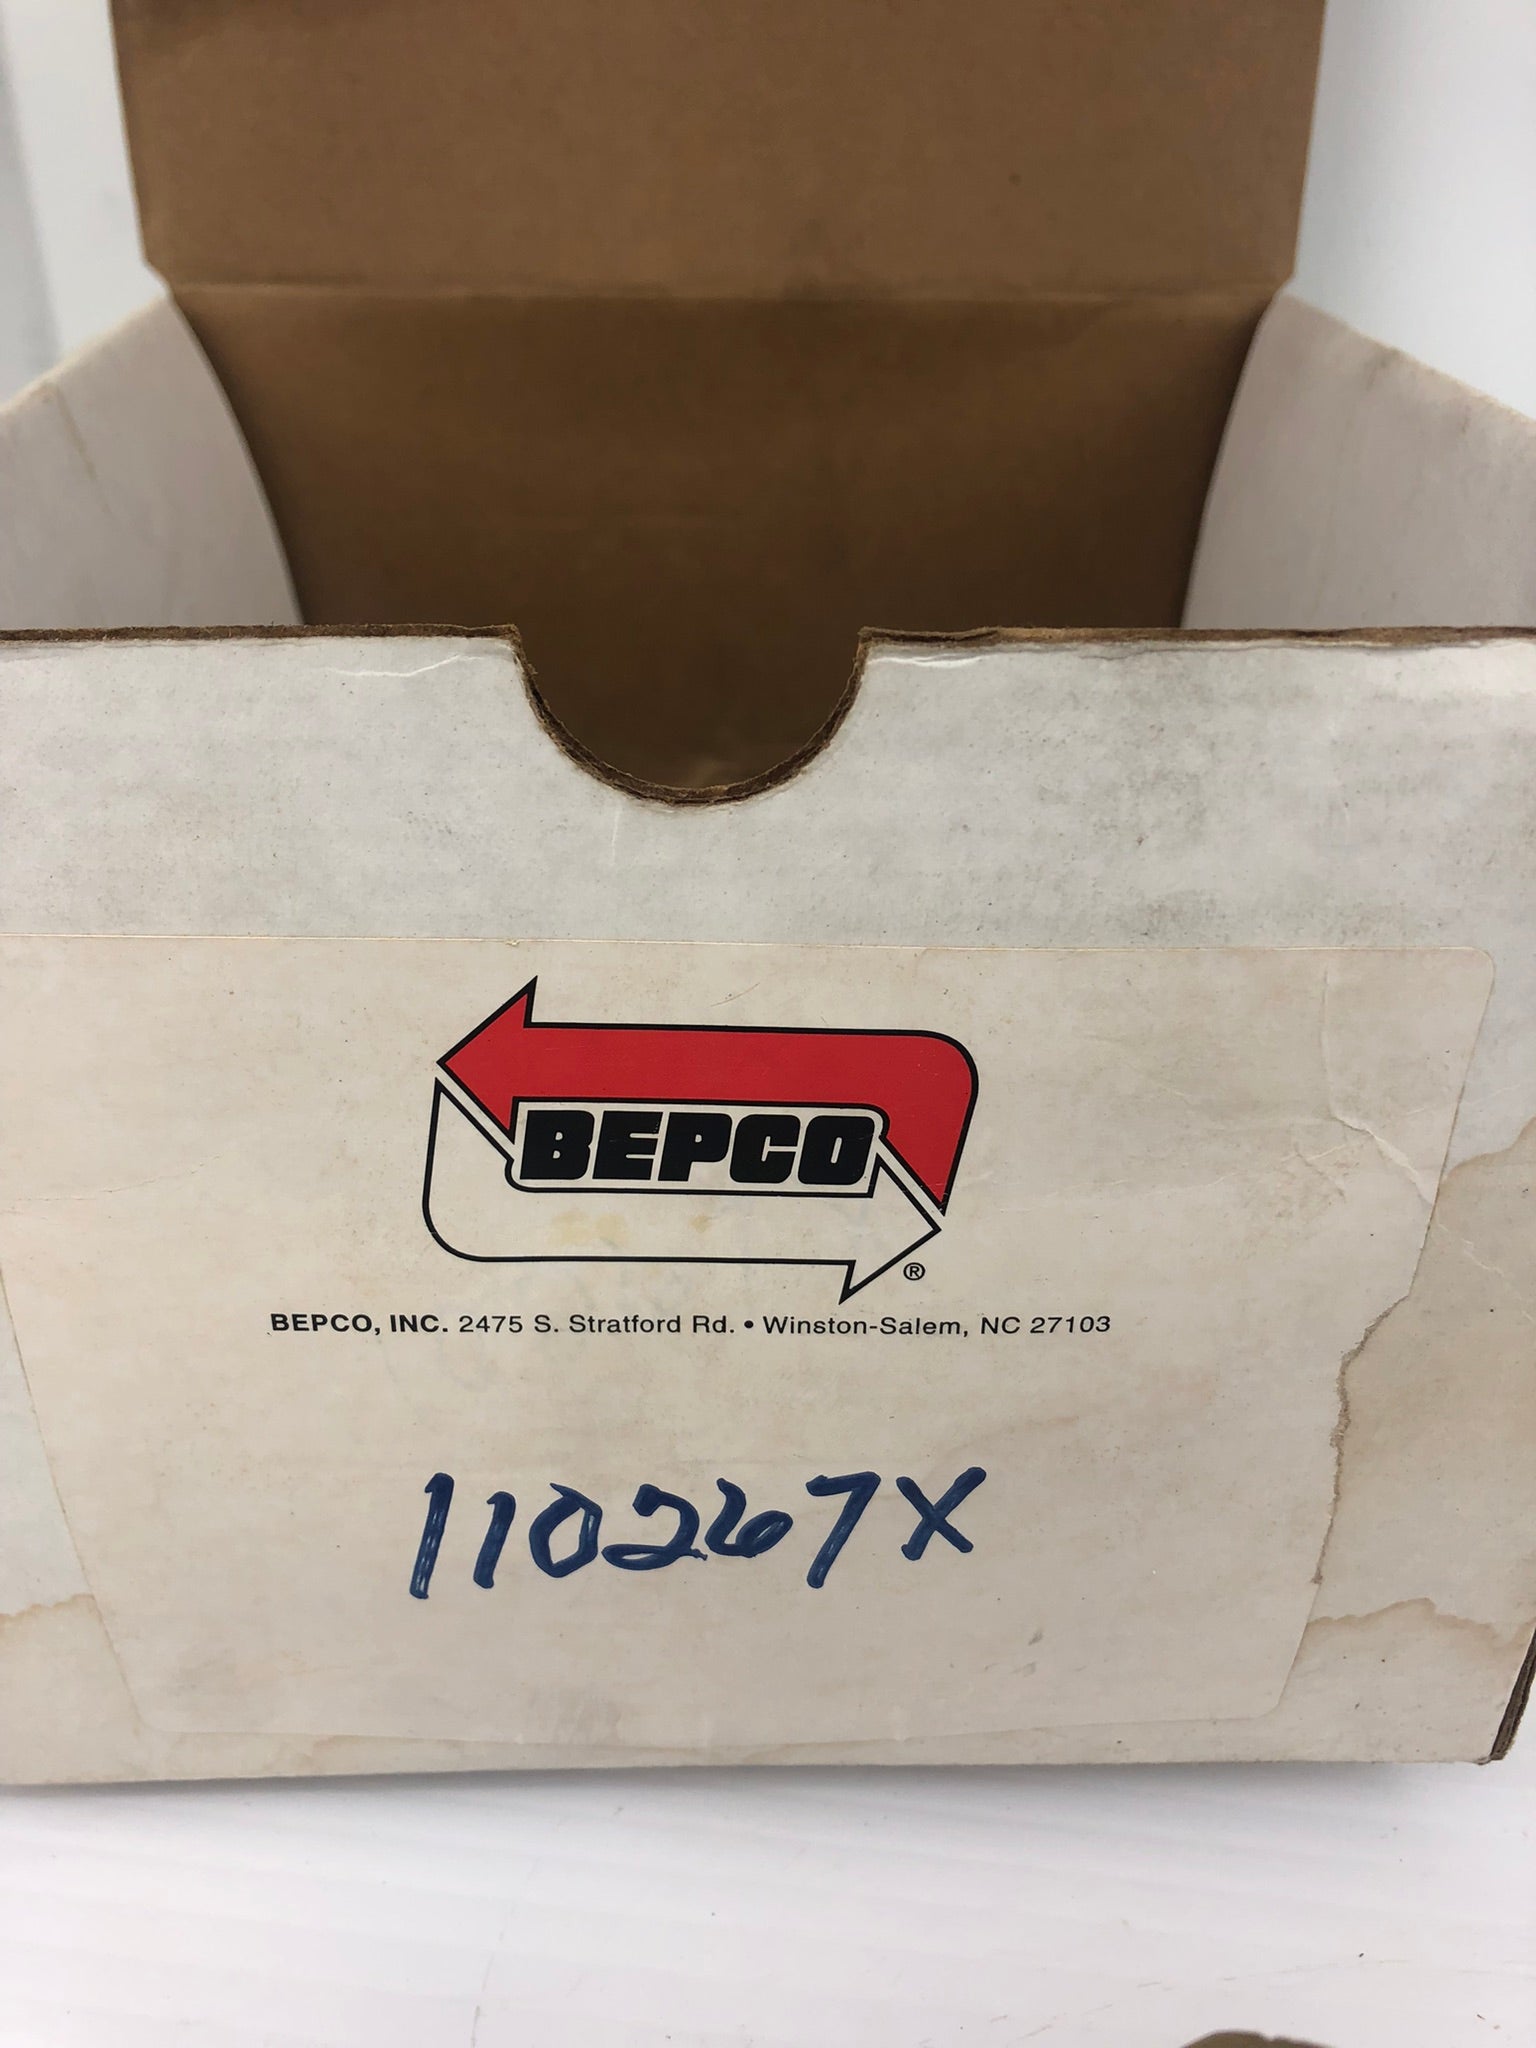 BEPCO
®
BEPCO, INC. 2475 S. Stratford Rd. • Winston-Salem, NC 27103
110267X